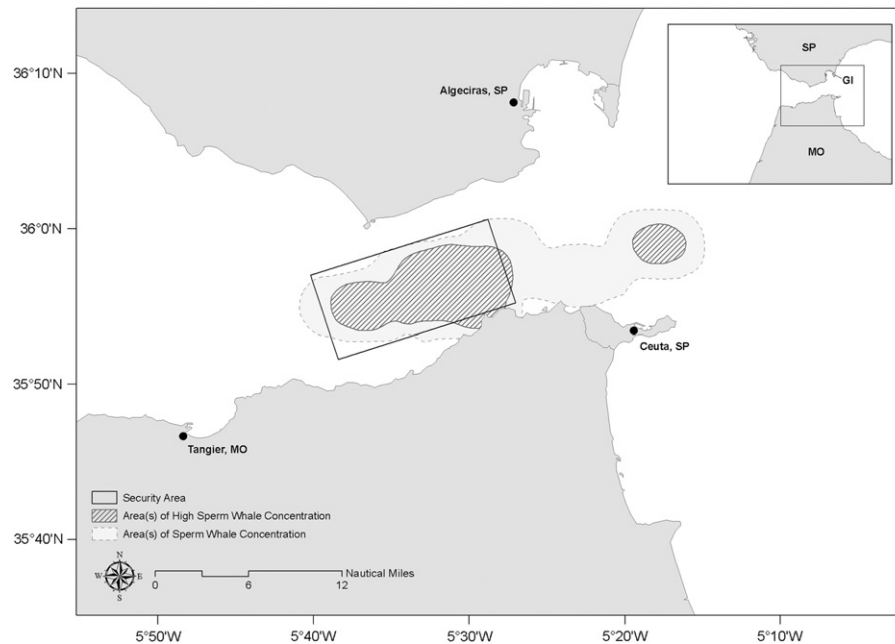 36°10'N
Algeciras, SP
SP
GI
MO
36°0'N
Ceuta, SP
35°50'N
Tangier, MO
Security Area
Area(s) of High Sperm Whale Concentration
Area(s) of Sperm Whale Concentration
35°40'N
N
W E
S
Nautical Miles
0 6 12
5°50'W 5°40'W 5°30'W 5°20'W 5°10'W